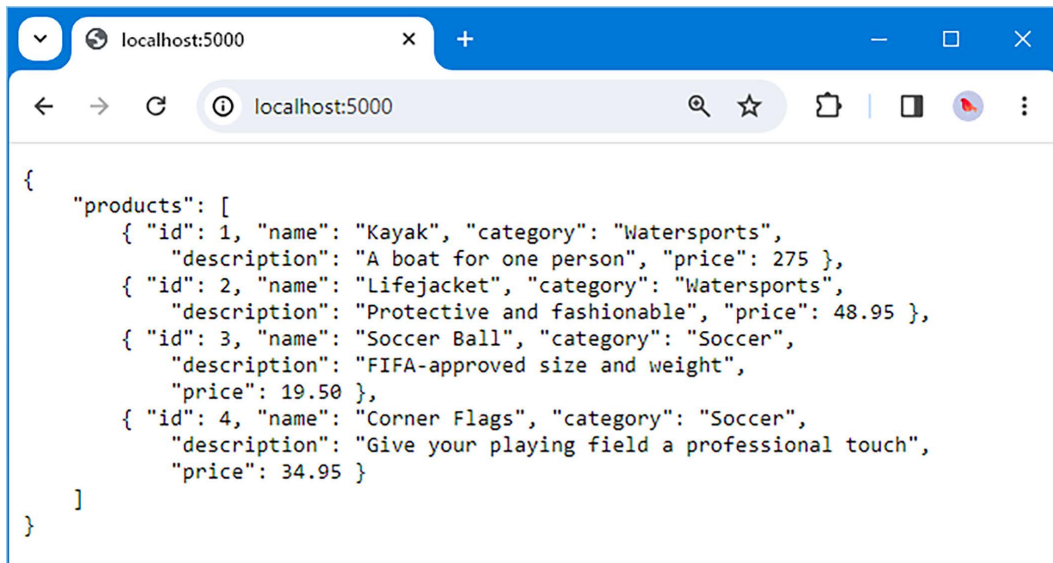 localhost:5000
localhost:5000
{
    "products": [
        { "id": 1, "name": "Kayak", "category": "Watersports",
            "description": "A boat for one person", "price": 275 },
        { "id": 2, "name": "Lifejacket", "category": "Watersports",
            "description": "Protective and fashionable", "price": 48.95 },
        { "id": 3, "name": "Soccer Ball", "category": "Soccer",
            "description": "FIFA-approved size and weight",
            "price": 19.50 },
        { "id": 4, "name": "Corner Flags", "category": "Soccer",
            "description": "Give your playing field a professional touch",
            "price": 34.95 }
    ]
}